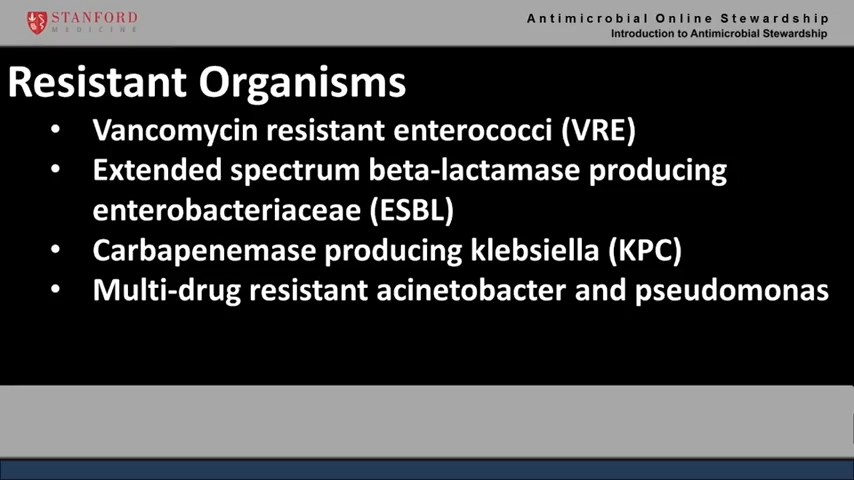 STANFORD
MEDICINE
Antimicrobial Online Stewardship
Introduction to Antimicrobial Stewardship
Resistant Organisms
• Vancomycin resistant enterococci (VRE)
• Extended spectrum beta-lactamase producing
enterobacteriaceae (ESBL)
• Carbapenemase producing klebsiella (KPC)
• Multi-drug resistant acinetobacter and pseudomonas